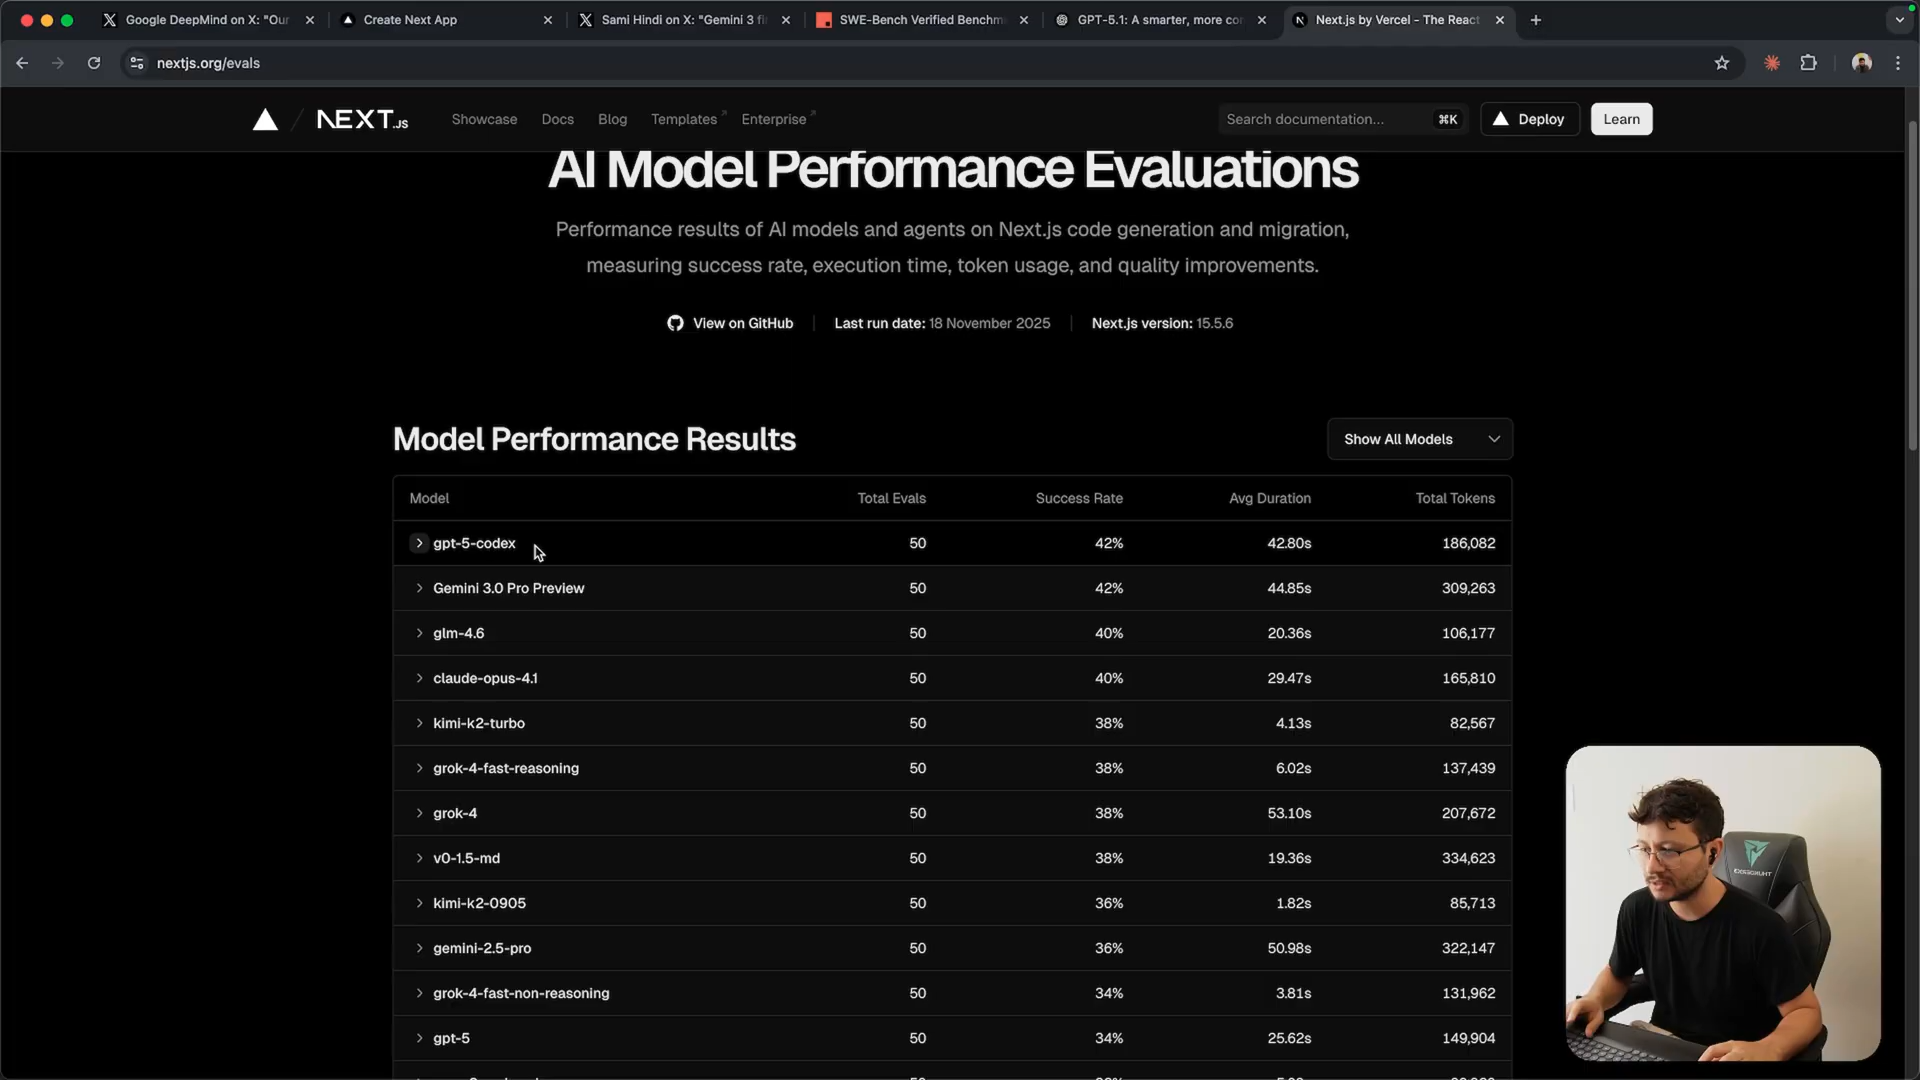 Google DeepMind on X: "Our
Create Next App
Sami Hindi on X: "Gemini 3 fi
SWE-Bench Verified Benchm
GPT-5.1: A smarter, more co
Next.js by Vercel - The React
nextjs.org/evals
NEXT.JS
Showcase
Docs
Blog
Templates
Enterprise
Search documentation...
⌘K
Deploy
Learn
AI Model Performance Evaluations
Performance results of AI models and agents on Next.js code generation and migration,
measuring success rate, execution time, token usage, and quality improvements.
View on GitHub
Last run date: 18 November 2025
Next.js version: 15.5.6
Model Performance Results
Show All Models
Model Total Evals Success Rate Avg Duration Total Tokens
gpt-5-codex 50 42% 42.80s 186,082
Gemini 3.0 Pro Preview 50 42% 44.85s 309,263
glm-4.6 50 40% 20.36s 106,177
claude-opus-4.1 50 40% 29.47s 165,810
kimi-k2-turbo 50 38% 4.13s 82,567
grok-4-fast-reasoning 50 38% 6.02s 137,439
grok-4 50 38% 53.10s 207,672
v0-1.5-md 50 38% 19.36s 334,623
kimi-k2-0905 50 36% 1.82s 85,713
gemini-2.5-pro 50 36% 50.98s 322,147
grok-4-fast-non-reasoning 50 34% 3.81s 131,962
gpt-5 50 34% 25.62s 149,904